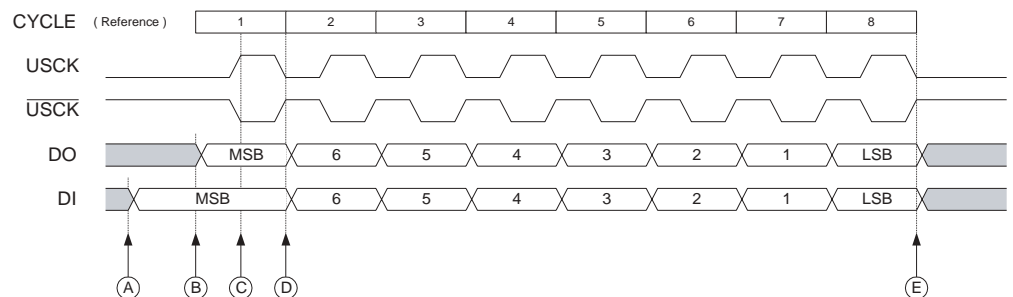 CYCLE ( Reference ) 1 2 3 4 5 6 7 8
USCK
USCK
DO MSB 6 5 4 3 2 1 LSB
DI MSB 6 5 4 3 2 1 LSB
A B C D E